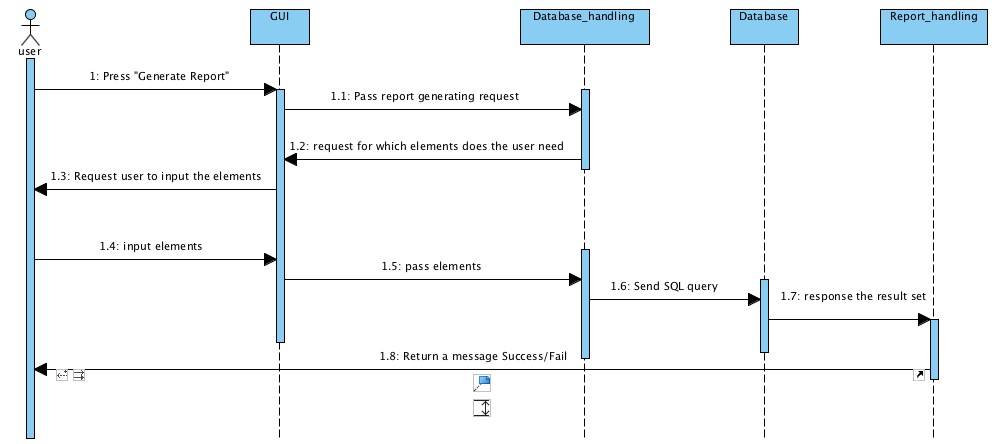 GUI
Database_handling
Database
Report_handling
user
1: Press "Generate Report"
1.1: Pass report generating request
1.2: request for which elements does the user need
1.3: Request user to input the elements
1.4: input elements
1.5: pass elements
1.6: Send SQL query
1.7: response the result set
1.8: Return a message Success/Fail